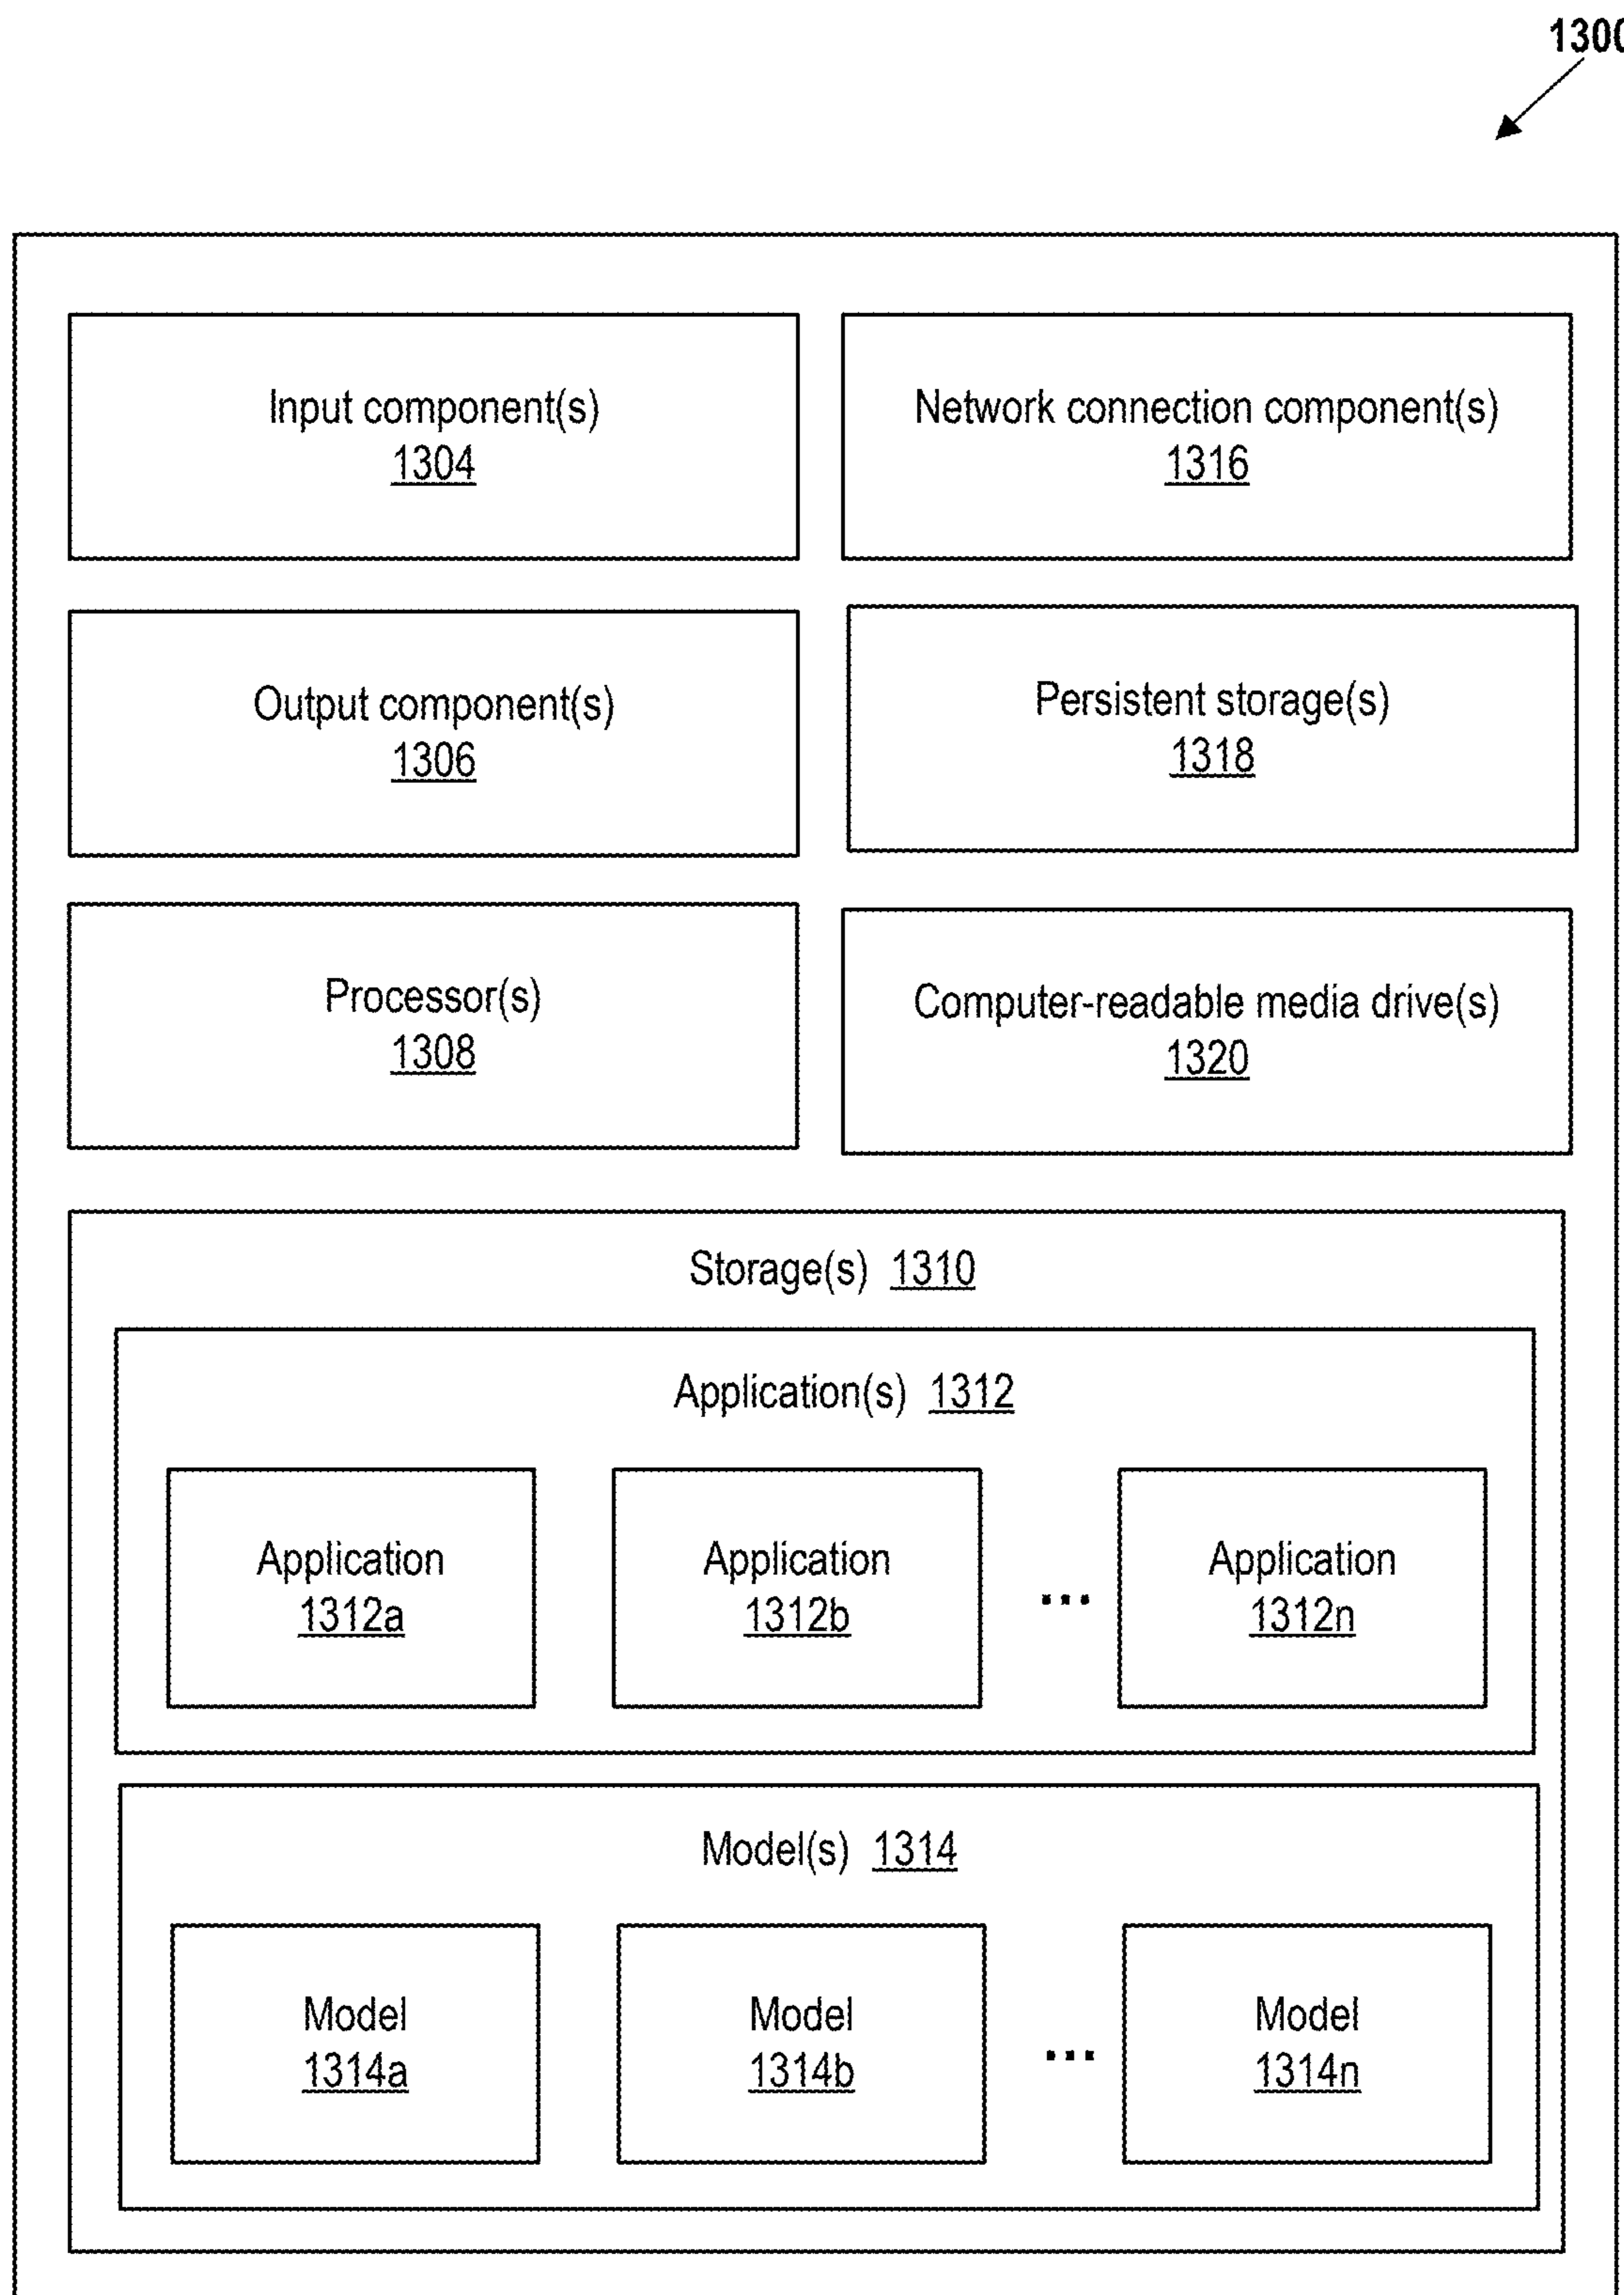 1300
Input component(s)
1304
Network connection component(s)
1316
Output component(s)
1306
Persistent storage(s)
1318
Processor(s)
1308
Computer-readable media drive(s)
1320
Storage(s) 1310
Application(s) 1312
Application
1312a
Application
1312b
...
Application
1312n
Model(s) 1314
Model
1314a
Model
1314b
...
Model
1314n